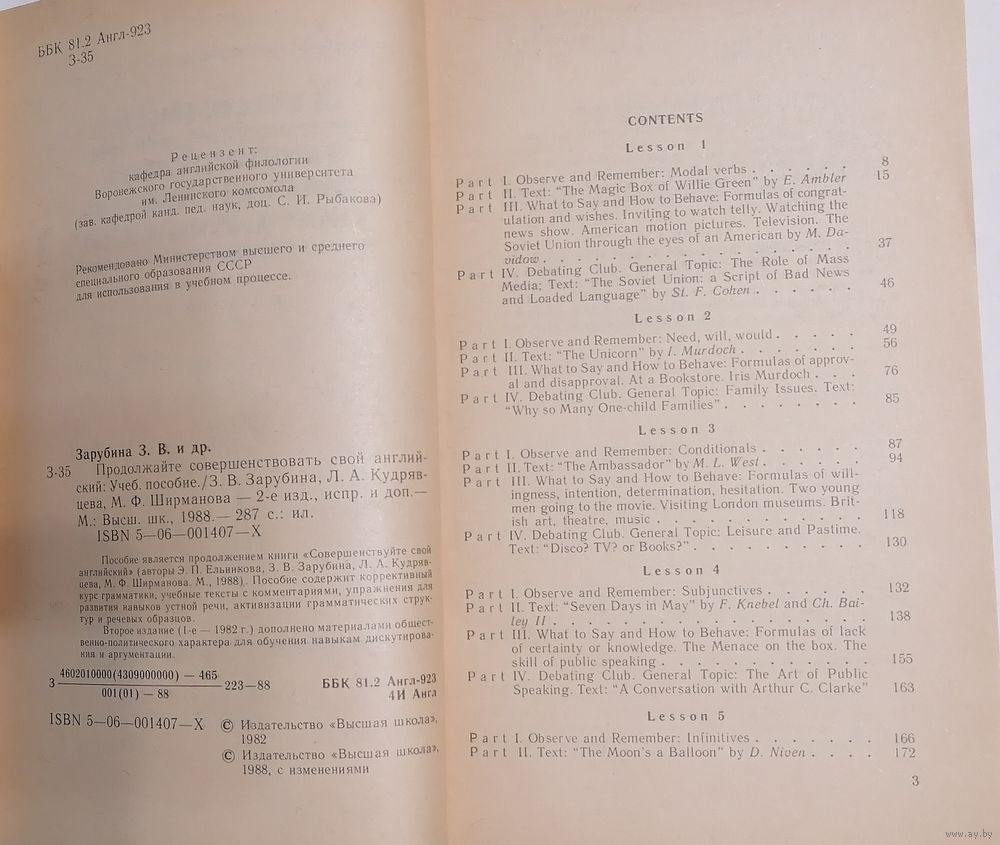 ББК 81.2 Англ-923
З-35
Рецензент:
кафедра английской филологии
Воронежского государственного университета
им. Ленинского комсомола
(зав. кафедрой канд. пед. наук, доц. С. И. Рыбакова)
Рекомендовано Министерством высшего и среднего
специального образования СССР
для использования в учебном процессе.
Зарубина З. В. и др.
З-35 Продолжайте совершенствовать свой англий-
ский: Учеб. пособие./З. В. Зарубина, Л. А. Кудряв-
цева, М. Ф. Ширманова — 2-е изд., испр. и доп.—
М.: Высш. шк., 1988.— 287 с.: ил.
ISBN 5—06—001407—X
Пособие является продолжением книги «Совершенствуйте свой
английский» (авторы Э. П. Ельникова, З. В. Зарубина, Л. А. Кудряв-
цева, М. Ф. Ширманова. М., 1988). Пособие содержит коррективный
курс грамматики, учебные тексты с комментариями, упражнения для
развития навыков устной речи, активизации грамматических струк-
тур и речевых образцов.
Второе издание (1-е — 1982 г.) дополнено материалами общест-
венно-политического характера для обучения навыкам дискутирова-
ния и аргументации.
4602010000(4309000000) — 465
З 223—88
001(01) — 88
ББК 81.2 Англ-923
4И Англ
ISBN 5—06—001407—X
© Издательство «Высшая школа»,
1982
© Издательство «Высшая школа»,
1988, с изменениями
CONTENTS
Lesson 1
Part I. Observe and Remember: Modal verbs . . . . . . 8
Part II. Text: “The Magic Box of Willie Green” by E. Ambler 15
Part III. What to Say and How to Behave: Formulas of congrat-
ulation and wishes. Inviting to watch telly. Watching the
news show. American motion pictures. Television. The
Soviet Union through the eyes of an American by M. Da-
vidow . . . . . . . . . . . . . . . 37
Part IV. Debating Club. General Topic: The Role of Mass
Media; Text: “The Soviet Union: a Script of Bad News
and Loaded Language” by St. F. Cohen . . . . . . 46
Lesson 2
Part I. Observe and Remember: Need, will, would . . . . . 49
Part II. Text: “The Unicorn” by I. Murdoch . . . . . . . 56
Part III. What to Say and How to Behave: Formulas of approv-
al and disapproval. At a Bookstore. Iris Murdoch . . . 76
Part IV. Debating Club. General Topic: Family Issues. Text:
“Why so Many One-child Families” . . . . . . . . 85
Lesson 3
Part I. Observe and Remember: Conditionals . . . . . . 87
Part II. Text: “The Ambassador” by M. L. West . . . . . . 94
Part III. What to Say and How to Behave: Formulas of will-
ingness, intention, determination, hesitation. Two young
men going to the movie. Visiting London museums. Brit-
ish art, theatre, music . . . . . . . . . . . . 118
Part IV. Debating Club. General Topic: Leisure and Pastime.
Text: “Disco? TV? or Books?” . . . . . . . . . . 130
Lesson 4
Part I. Observe and Remember: Subjunctives . . . . . . 132
Part II. Text: “Seven Days in May” by F. Knebel and Ch. Bai-
ley II . . . . . . . . . . . . . . . . . 138
Part III. What to Say and How to Behave: Formulas of lack
of certainty or knowledge. The Menace on the box. The
skill of public speaking . . . . . . . . . . . . 155
Part IV. Debating Club. General Topic: The Art of Public
Speaking. Text: “A Conversation with Arthur C. Clarke” 163
Lesson 5
Part I. Observe and Remember: Infinitives . . . . . . . 166
Part II. Text: “The Moon's a Balloon” by D. Niven . . . . 172
3
www.ay.by